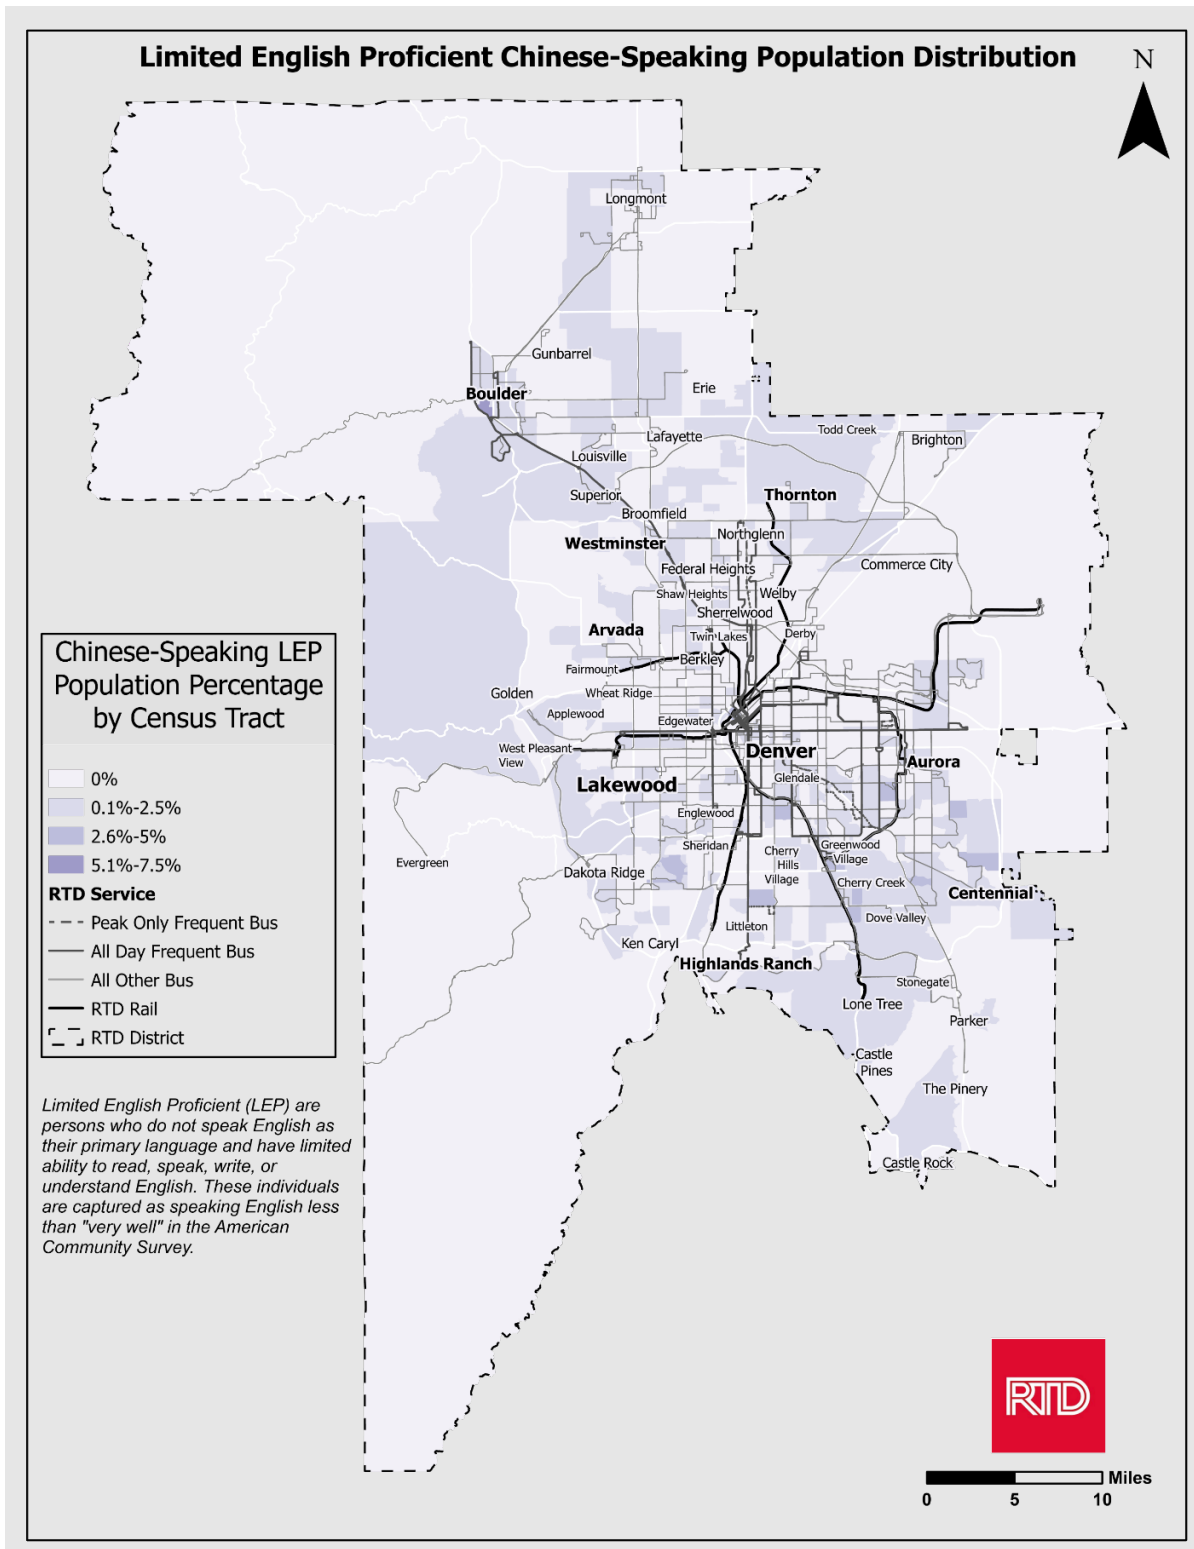 Limited English Proficient Chinese-Speaking Population Distribution
N
Longmont
Gunbarrel
Boulder
Erie
Lafayette
Todd Creek
Brighton
Louisville
Superior
Thornton
Broomfield
Northglenn
Westminster
Federal Heights
Commerce City
Shaw Heights
Welby
Sherrelwood
Arvada
Twin Lakes
Derby
Berkley
Fairmount
Golden
Wheat Ridge
Applewood
Edgewater
West Pleasant
View
Denver
Aurora
Lakewood
Glendale
Englewood
Sheridan
Cherry
Hills
Village
Greenwood
Village
Evergreen
Dakota Ridge
Cherry Creek
Centennial
Dove Valley
Littleton
Ken Caryl
Highlands Ranch
Stonegate
Lone Tree
Parker
Castle
Pines
The Pinery
Castle Rock
Chinese-Speaking LEP
Population Percentage
by Census Tract
0%
0.1%-2.5%
2.6%-5%
5.1%-7.5%
RTD Service
Peak Only Frequent Bus
All Day Frequent Bus
All Other Bus
RTD Rail
RTD District
Limited English Proficient (LEP) are
persons who do not speak English as
their primary language and have limited
ability to read, speak, write, or
understand English. These individuals
are captured as speaking English less
than "very well" in the American
Community Survey.
RTD
Miles
0 5 10